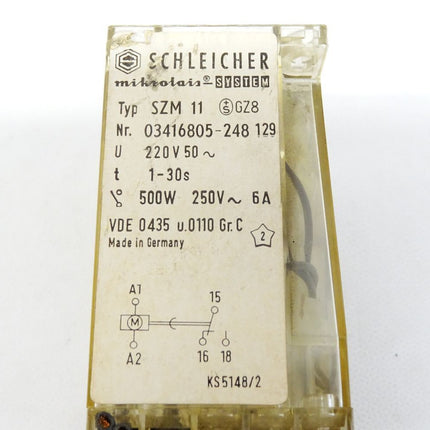 SCHLEICHER
mikrolais® SYSTEM
Typ SZM 11 GZ8
Nr. 03416805-248 129
U 220V 50 ~
t 1-30s
500W 250V~ 6A
VDE 0435 u.0110 Gr.C
Made in Germany
2
A1
15
M
A2
16 18
KS5148/2